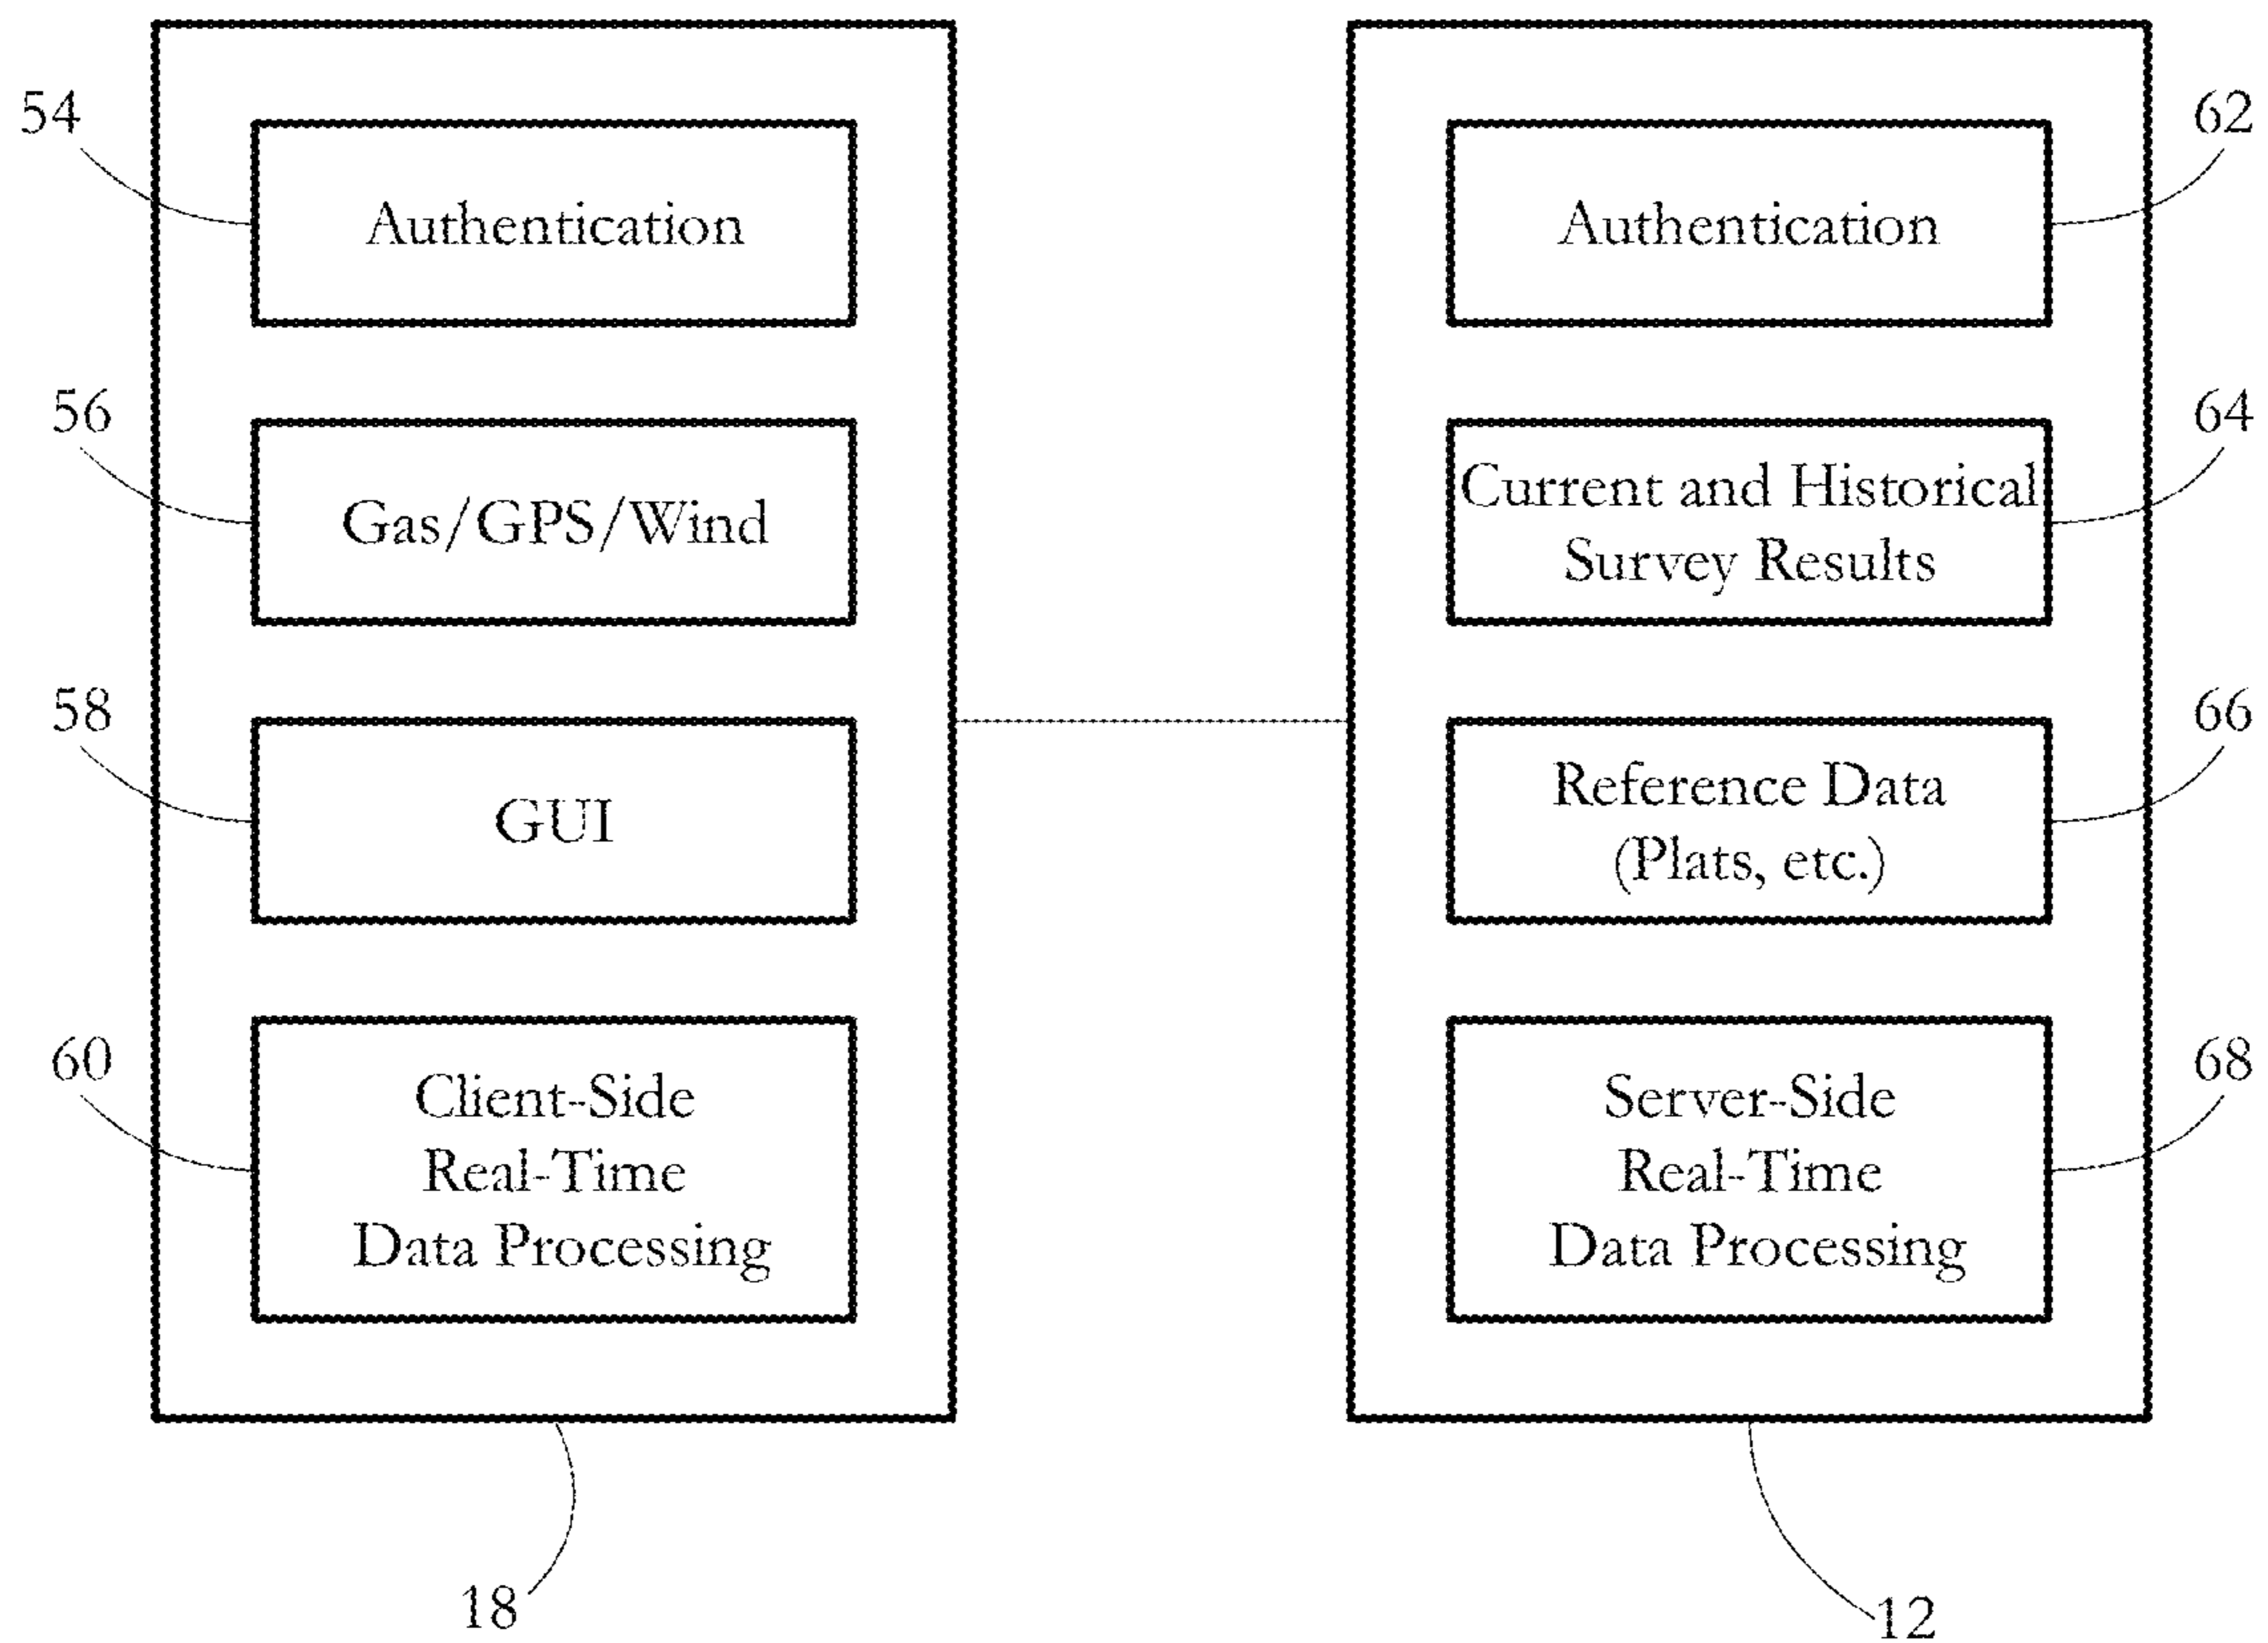 54
Authentication
56
Gas/GPS/Wind
58
GUI
60
Client-Side
Real-Time
Data Processing
18
62
Authentication
64
Current and Historical
Survey Results
66
Reference Data
(Plats, etc.)
68
Server-Side
Real-Time
Data Processing
12